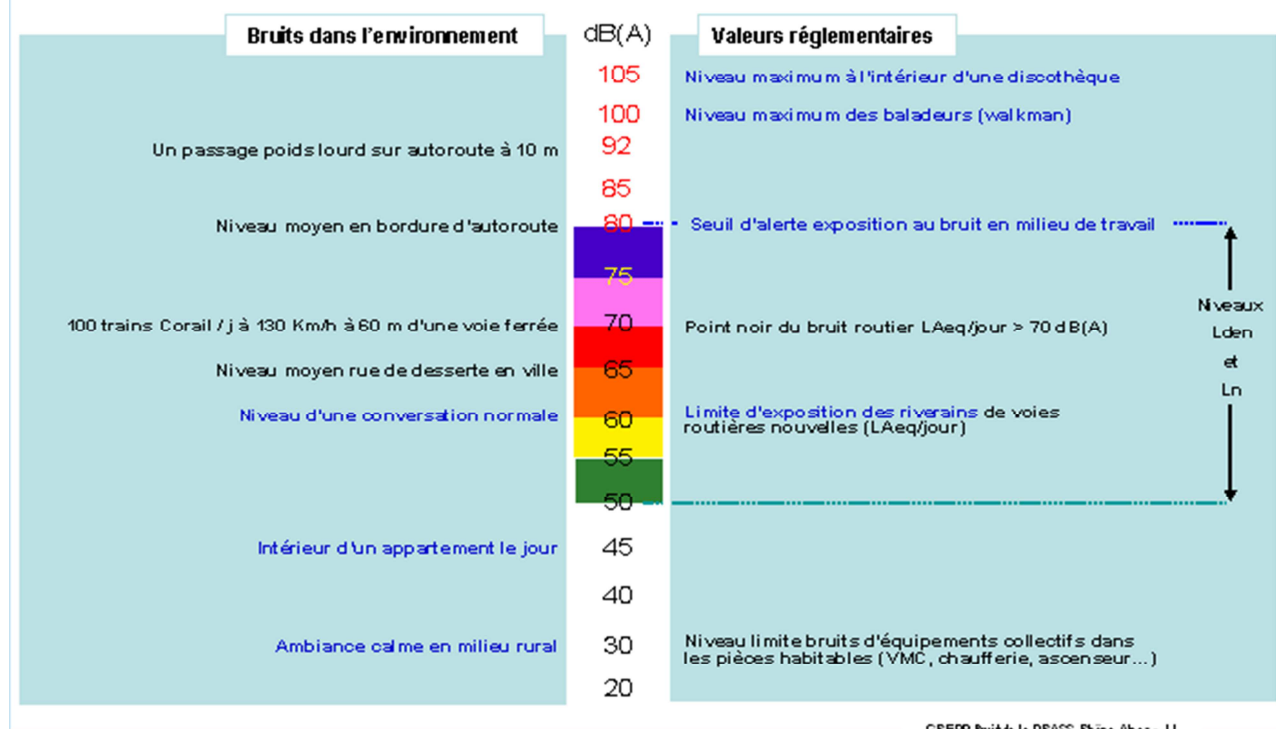 Bruits dans l'environnement
dB(A)
Valeurs réglementaires
105
Niveau maximum à l'intérieur d'une discothèque
100
Niveau maximum des baladeurs (walkman)
Un passage poids lourd sur autoroute à 10 m
92
85
Niveau moyen en bordure d'autoroute
80
Seuil d'alerte exposition au bruit en milieu de travail
75
100 trains Corail / j à 130 Km/h à 60 m d'une voie ferrée
70
Point noir du bruit routier LAeq/jour > 70 dB(A)
Niveaux
Lden
et
Ln
Niveau moyen rue de desserte en ville
65
Niveau d'une conversation normale
60
Limite d'exposition des riverains de voies
routières nouvelles (LAeq/jour)
55
50
Intérieur d'un appartement le jour
45
40
Ambiance calme en milieu rural
30
Niveau limite bruits d'équipements collectifs dans
les pièces habitables (VMC, chaufferie, ascenseur...)
20